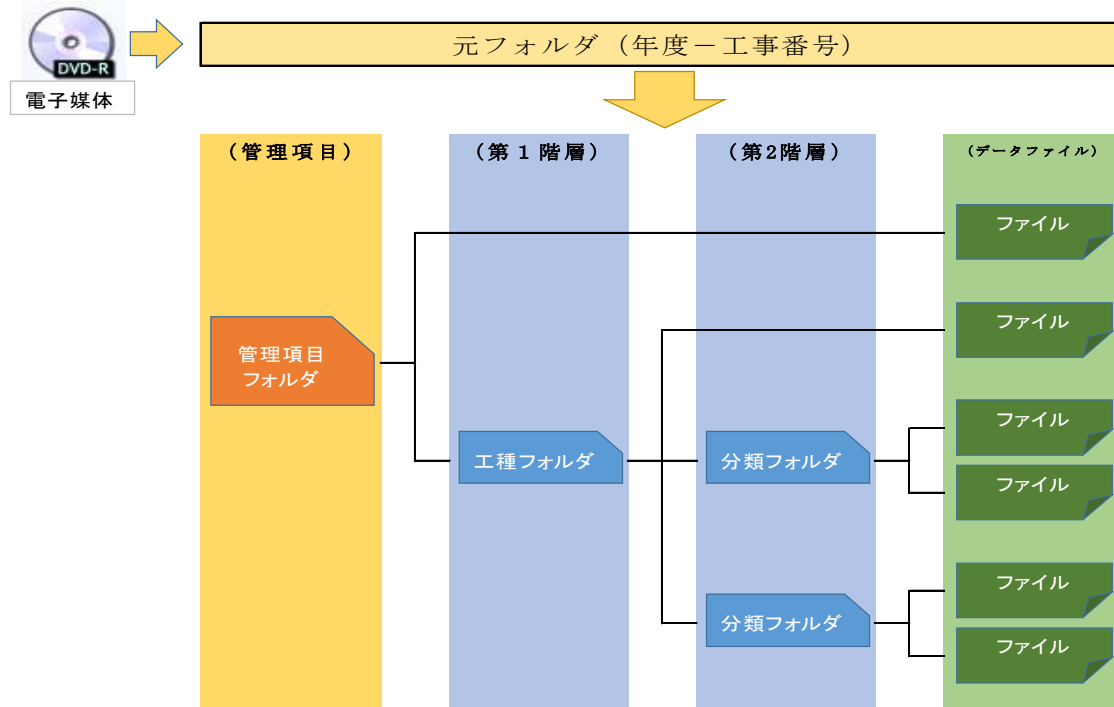 DVD-R
電子媒体
元フォルダ（年度－工事番号）
（管理項目）
（第１階層）
（第2階層）
（データファイル）
ファイル
ファイル
管理項目
フォルダ
ファイル
工種フォルダ
分類フォルダ
ファイル
ファイル
分類フォルダ
ファイル